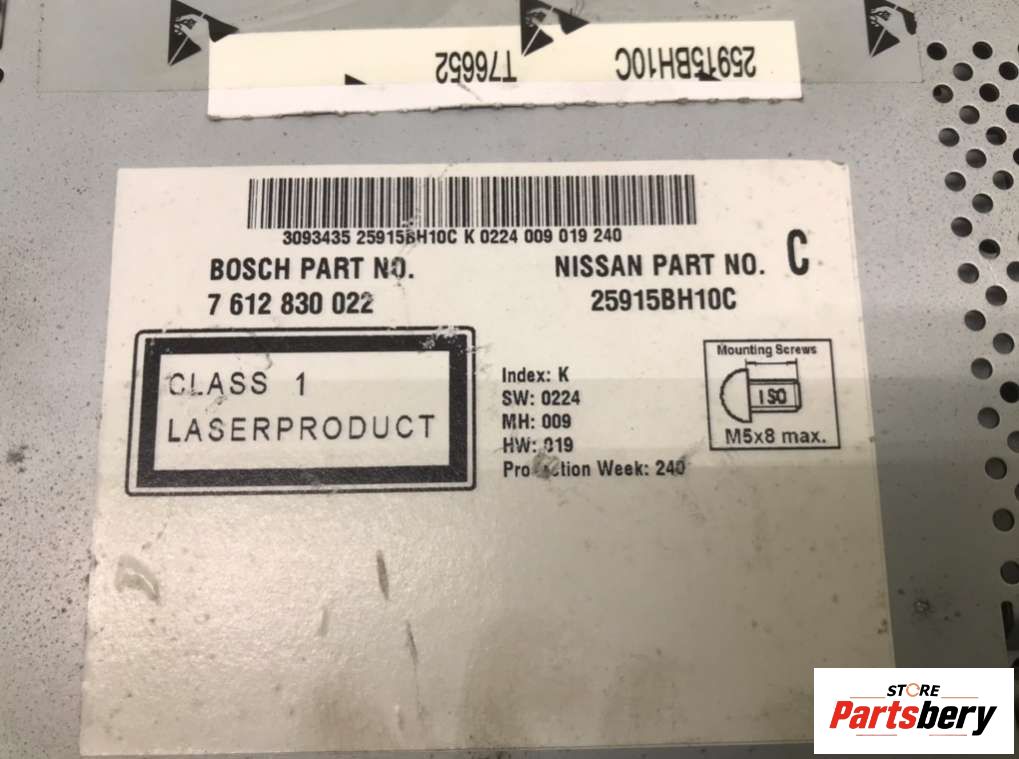 25915BH10C T76652
3093435 25915BH10C K 0224 009 019 240
BOSCH PART NO.
7 612 830 022
NISSAN PART NO. C
25915BH10C
CLASS 1
LASERPRODUCT
Index: K
SW: 0224
MH: 009
HW: 019
Production Week: 240
Mounting Screws
ISO
M5x8 max.
STORE
Partsbery